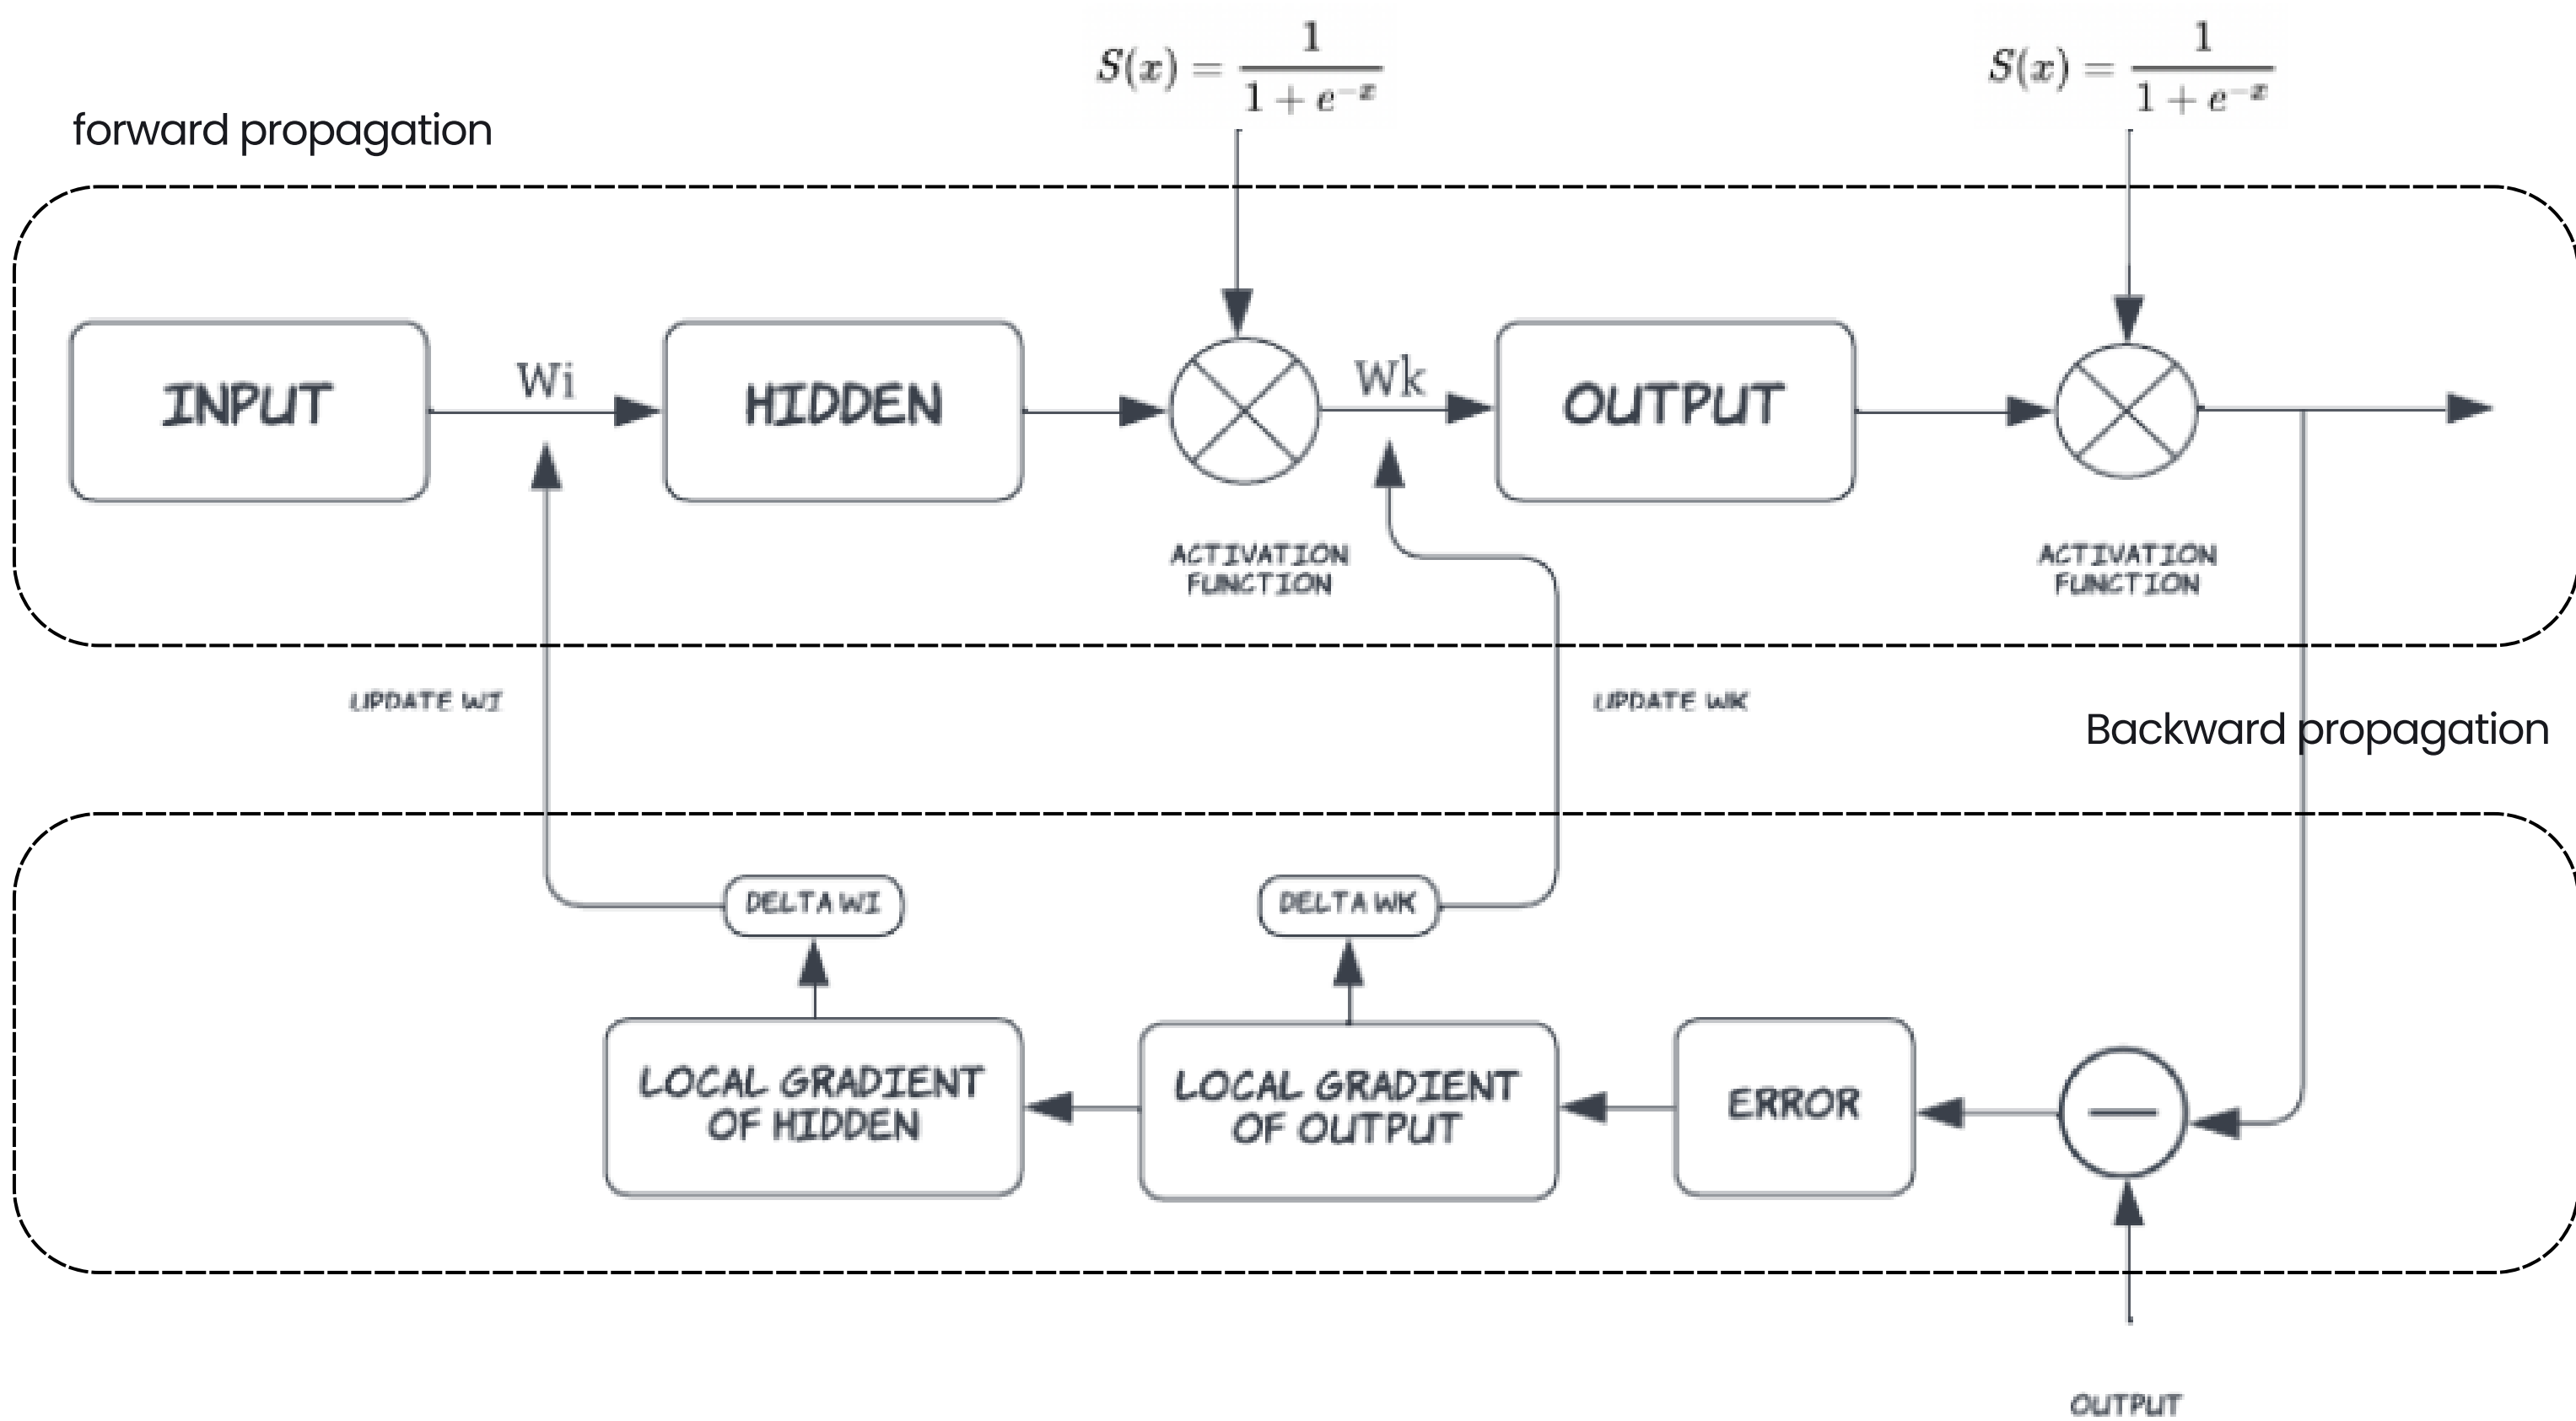 S(x) = 1 / (1 + e^{-x})
S(x) = 1 / (1 + e^{-x})
forward propagation
INPUT
Wi
HIDDEN
Wk
OUTPUT
ACTIVATION
FUNCTION
ACTIVATION
FUNCTION
UPDATE WI
UPDATE WK
Backward propagation
DELTA WI
DELTA WK
LOCAL GRADIENT
OF HIDDEN
LOCAL GRADIENT
OF OUTPUT
ERROR
OUTPUT